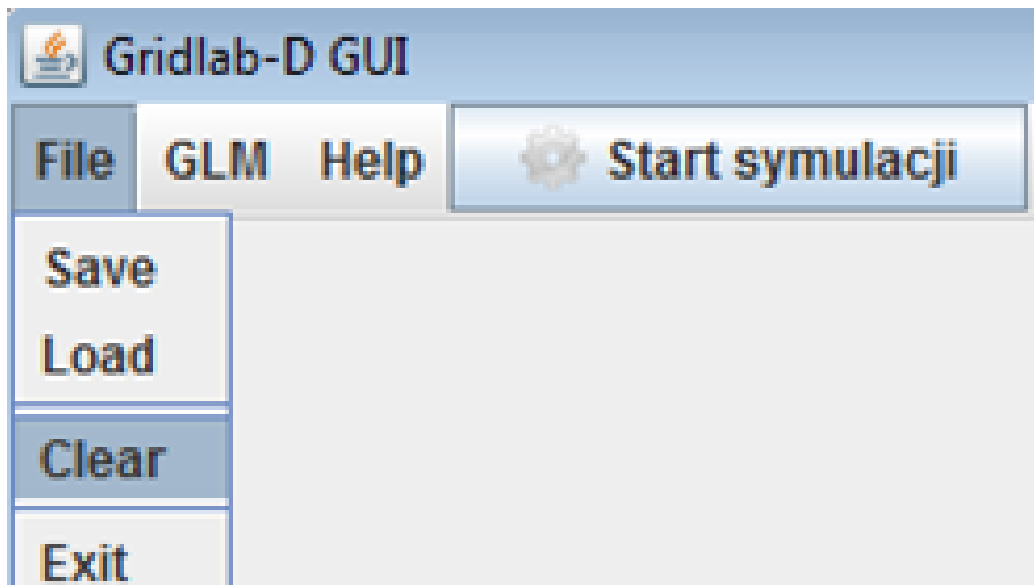 Gridlab-D GUI
File GLM Help Start symulacji
Save
Load
Clear
Exit